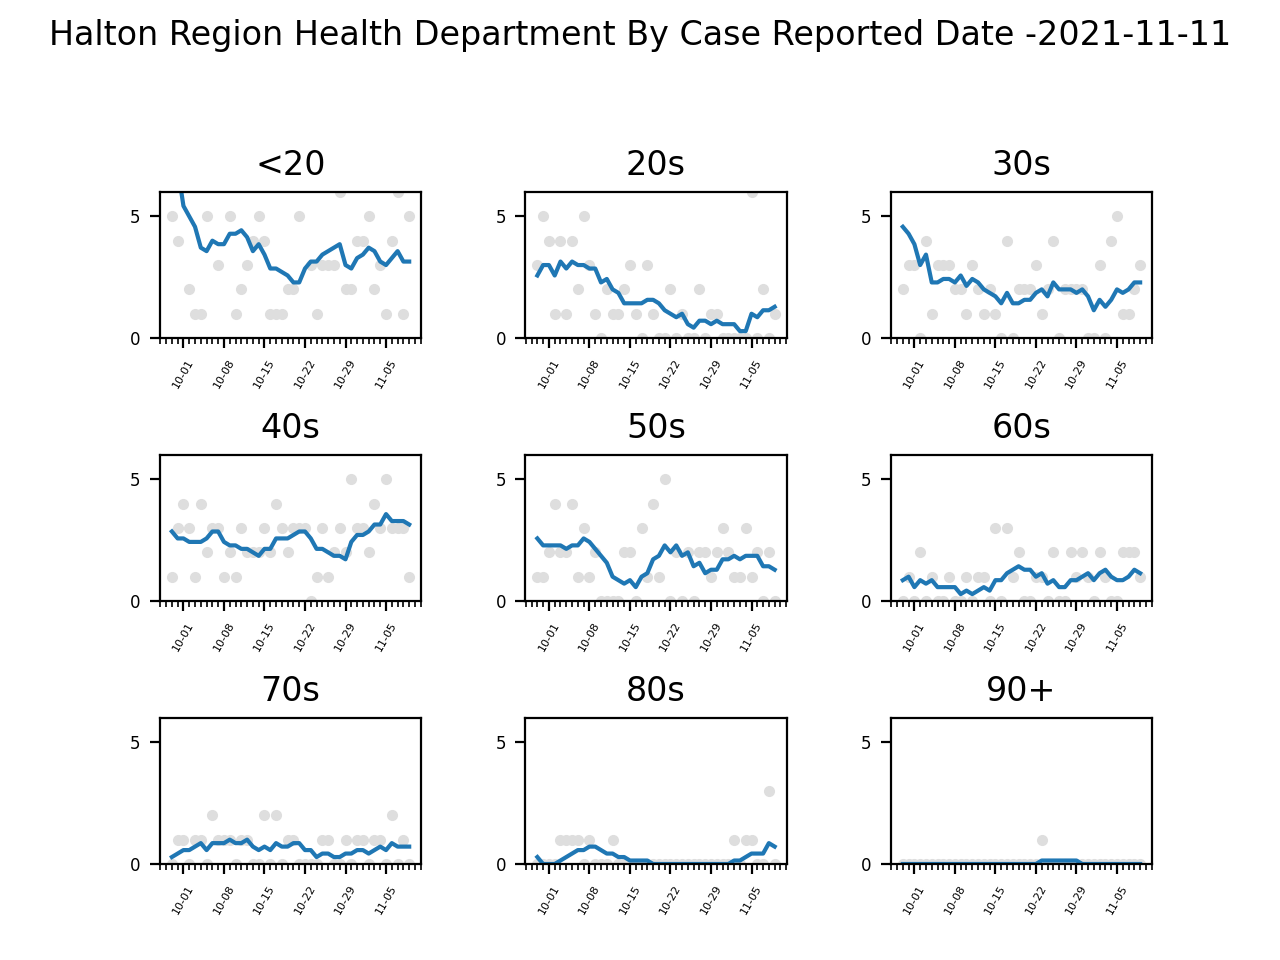 Halton Region Health Department By Case Reported Date -2021-11-11
<20 20s 30s
5 5 5
0 0 0
10-01 10-08 10-15 10-22 10-29 11-05 10-01 10-08 10-15 10-22 10-29 11-05 10-01 10-08 10-15 10-22 10-29 11-05
40s 50s 60s
5 5 5
0 0 0
10-01 10-08 10-15 10-22 10-29 11-05 10-01 10-08 10-15 10-22 10-29 11-05 10-01 10-08 10-15 10-22 10-29 11-05
70s 80s 90+
5 5 5
0 0 0
10-01 10-08 10-15 10-22 10-29 11-05 10-01 10-08 10-15 10-22 10-29 11-05 10-01 10-08 10-15 10-22 10-29 11-05